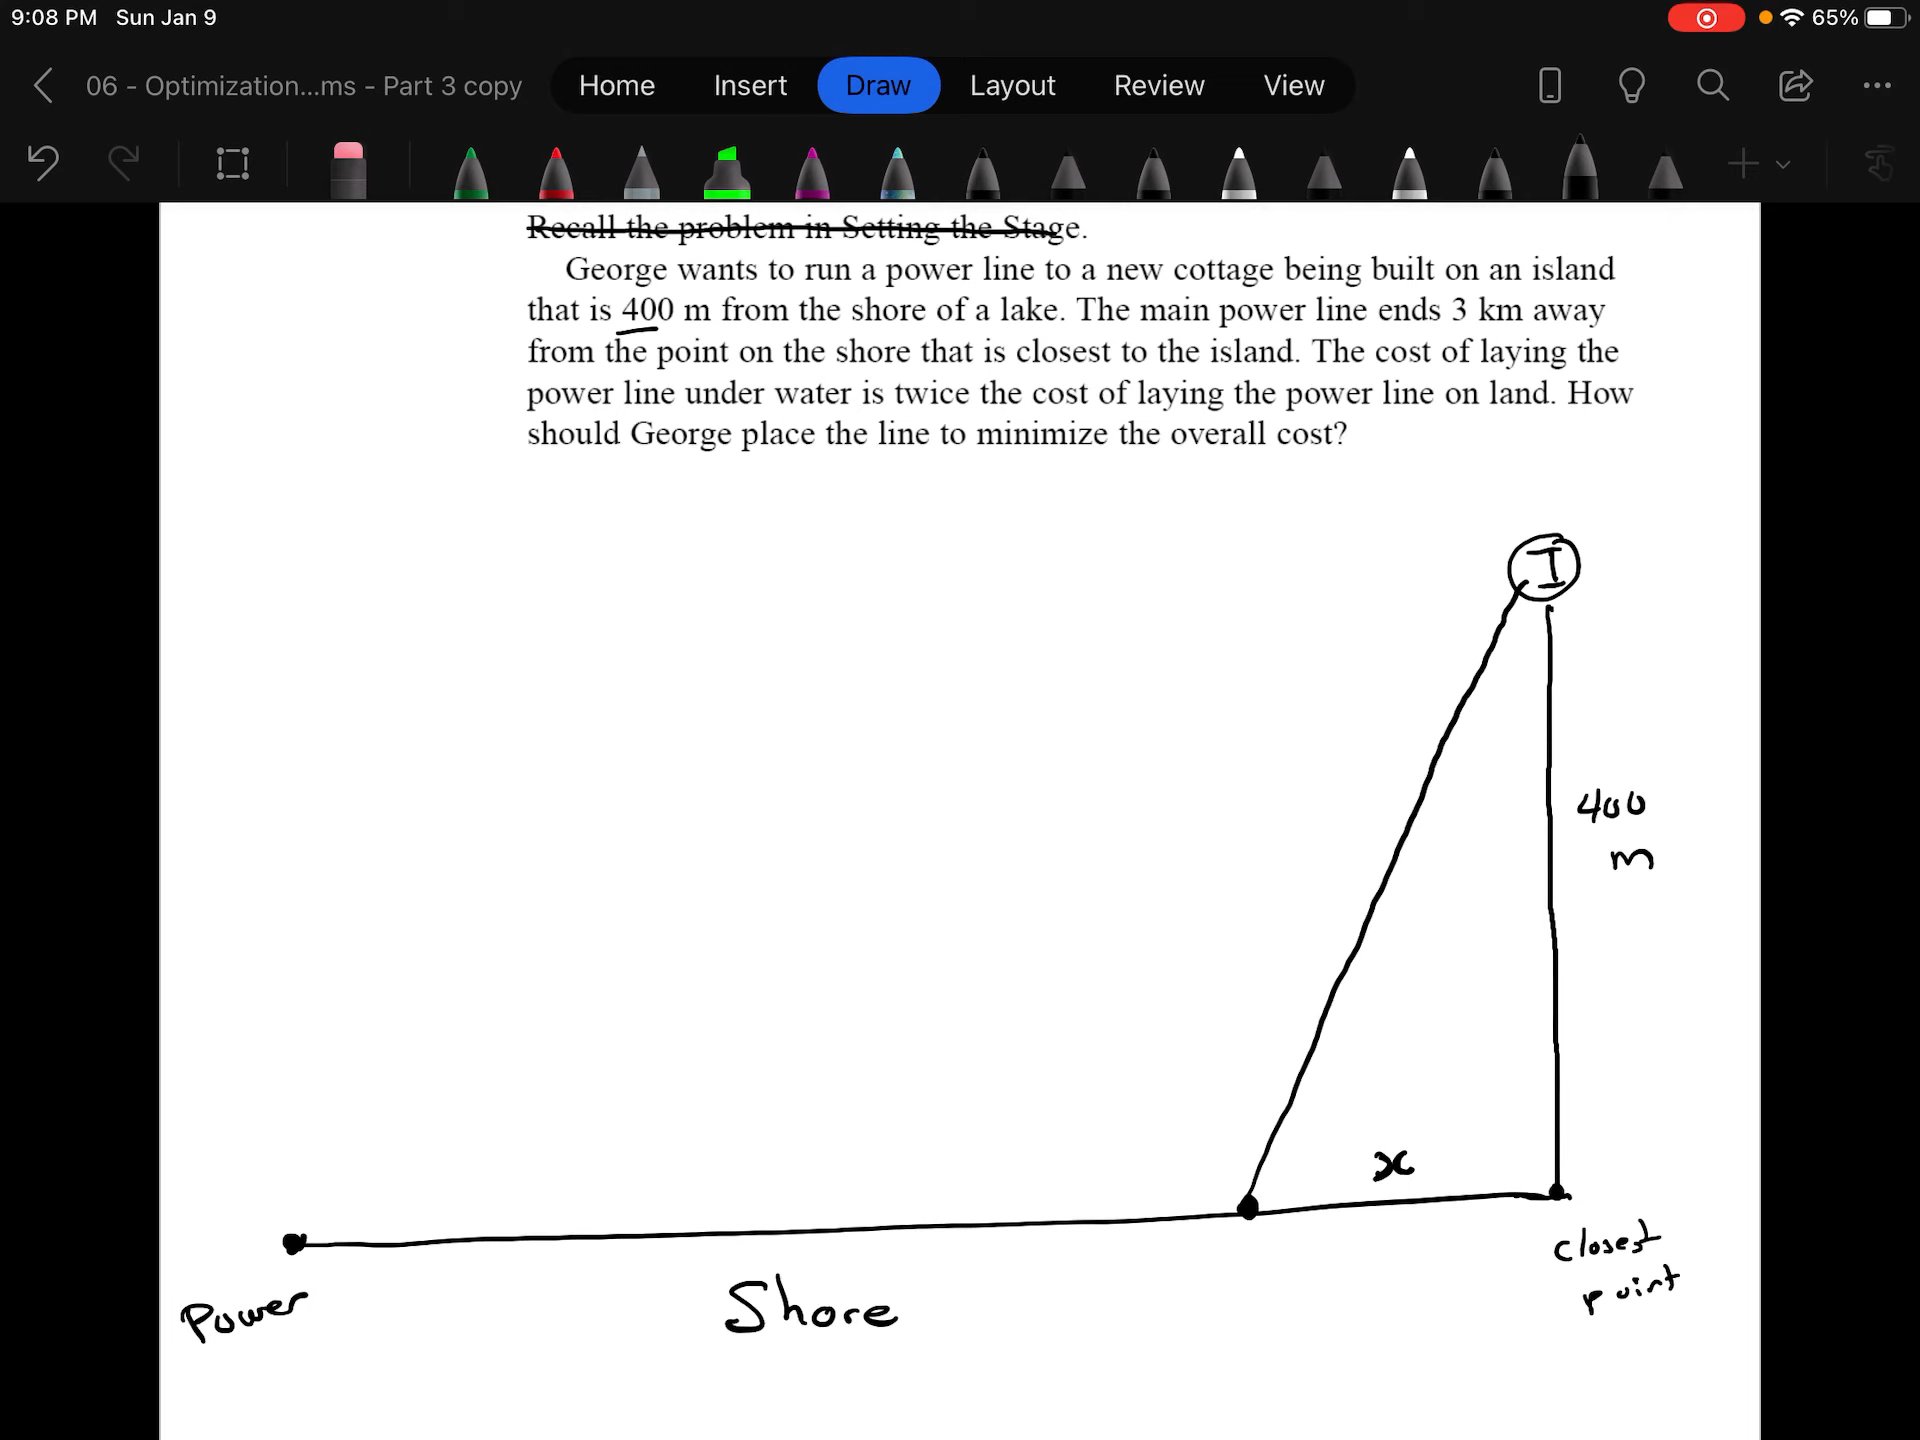 9:08 PM Sun Jan 9
65%
06 - Optimization...ms - Part 3 copy
Home Insert Draw Layout Review View
Recall the problem in Setting the Stage.
George wants to run a power line to a new cottage being built on an island
that is 400 m from the shore of a lake. The main power line ends 3 km away
from the point on the shore that is closest to the island. The cost of laying the
power line under water is twice the cost of laying the power line on land. How
should George place the line to minimize the overall cost?
I
400
m
x
closest
point
Power
Shore